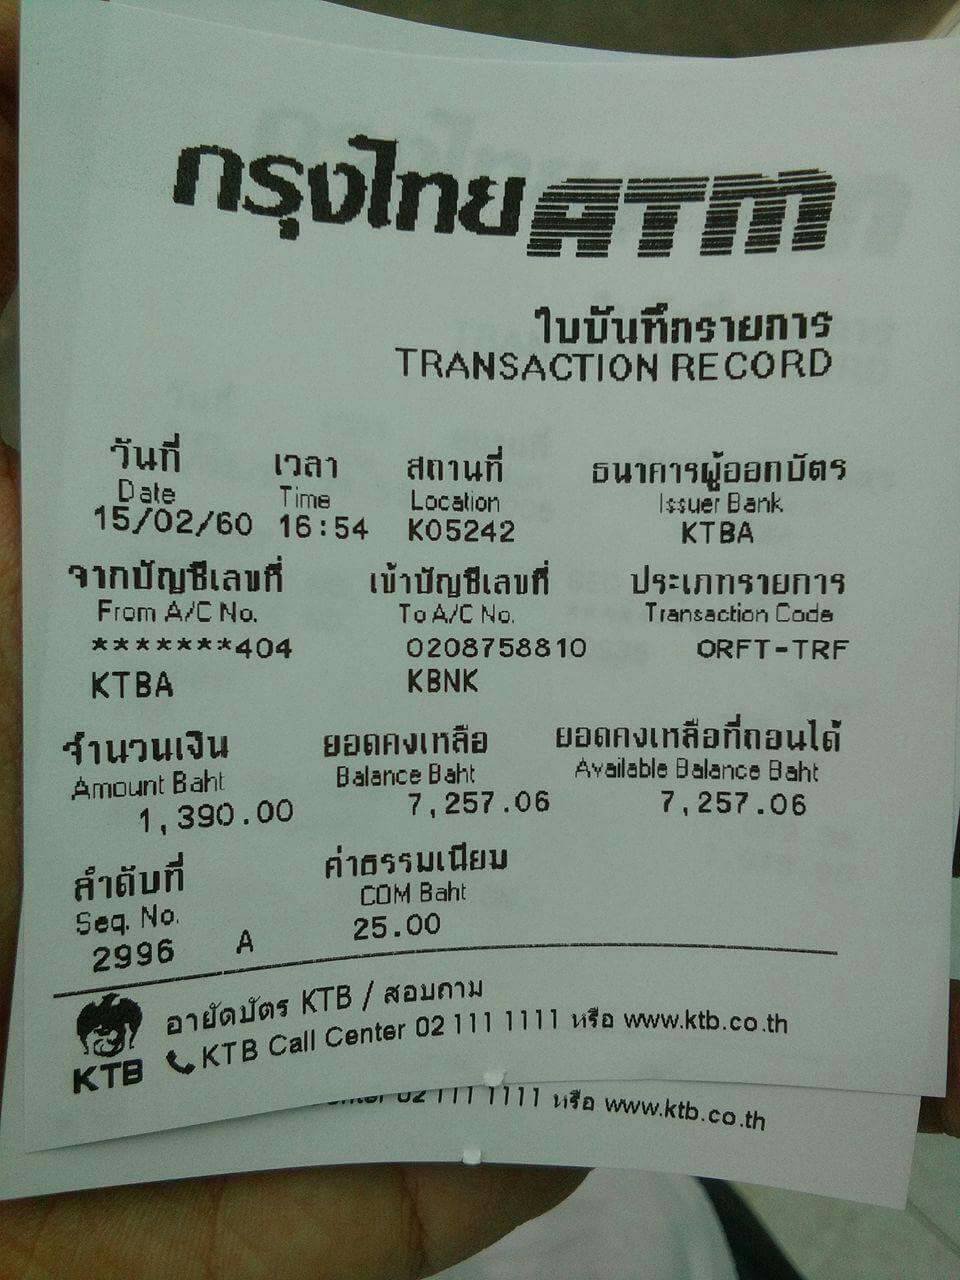 กรุงไทย ATM
ใบบันทึกรายการ
TRANSACTION RECORD
วันที่ เวลา สถานที่ ธนาคารผู้ออกบัตร
Date Time Location Issuer Bank
15/02/60 16:54 K05242 KTBA
จากบัญชีเลขที่ เข้าบัญชีเลขที่ ประเภทรายการ
From A/C No. To A/C No. Transaction Code
*******404 0208758810 ORFT-TRF
KTBA KBNK
จำนวนเงิน ยอดคงเหลือ ยอดคงเหลือที่ถอนได้
Amount Baht Balance Baht Available Balance Baht
1,390.00 7,257.06 7,257.06
ลำดับที่ ค่าธรรมเนียม
Seq. No. COM Baht
2996 A 25.00
อายัดบัตร KTB / สอบถาม
KTB Call Center 02 111 1111 หรือ www.ktb.co.th
KTB
02 111 1111 หรือ www.ktb.co.th